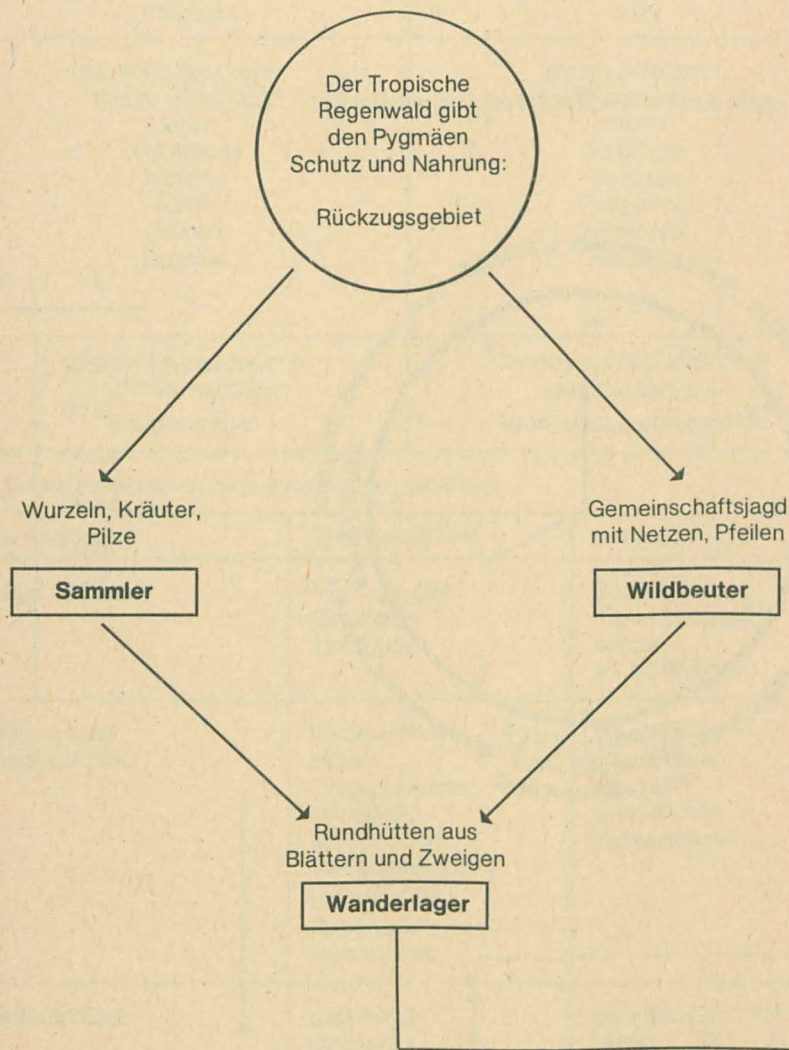 Der Tropische
Regenwald gibt
den Pygmäen
Schutz und Nahrung:
Rückzugsgebiet
Wurzeln, Kräuter,
Pilze
Sammler
Gemeinschaftsjagd
mit Netzen, Pfeilen
Wildbeuter
Rundhütten aus
Blättern und Zweigen
Wanderlager